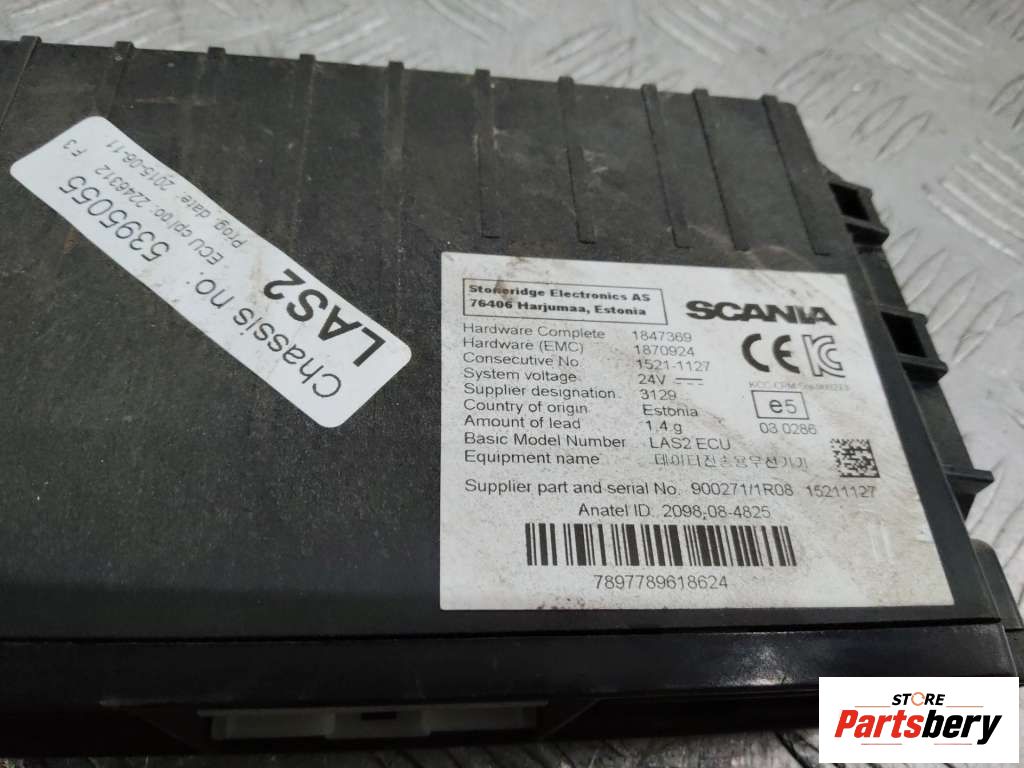 Chassis no: 5395055
ECU cpl oc: 2246312 F3
Prog. date: 2015-06-11
LAS2
Stoneridge Electronics AS
76406 Harjumaa, Estonia
SCANIA
Hardware Complete 1847369
Hardware (EMC) 1870924
Consecutive No. 1521-1127
System voltage 24V
Supplier designation 3129
Country of origin Estonia
Amount of lead 1,4 g
Basic Model Number LAS2 ECU
Equipment name 데이터전송용무선기기
CE
e5
03 0286
Supplier part and serial No. 900271/1R08 15211127
Anatel ID: 2098-08-4825
7897789618624
STORE
Partsbery